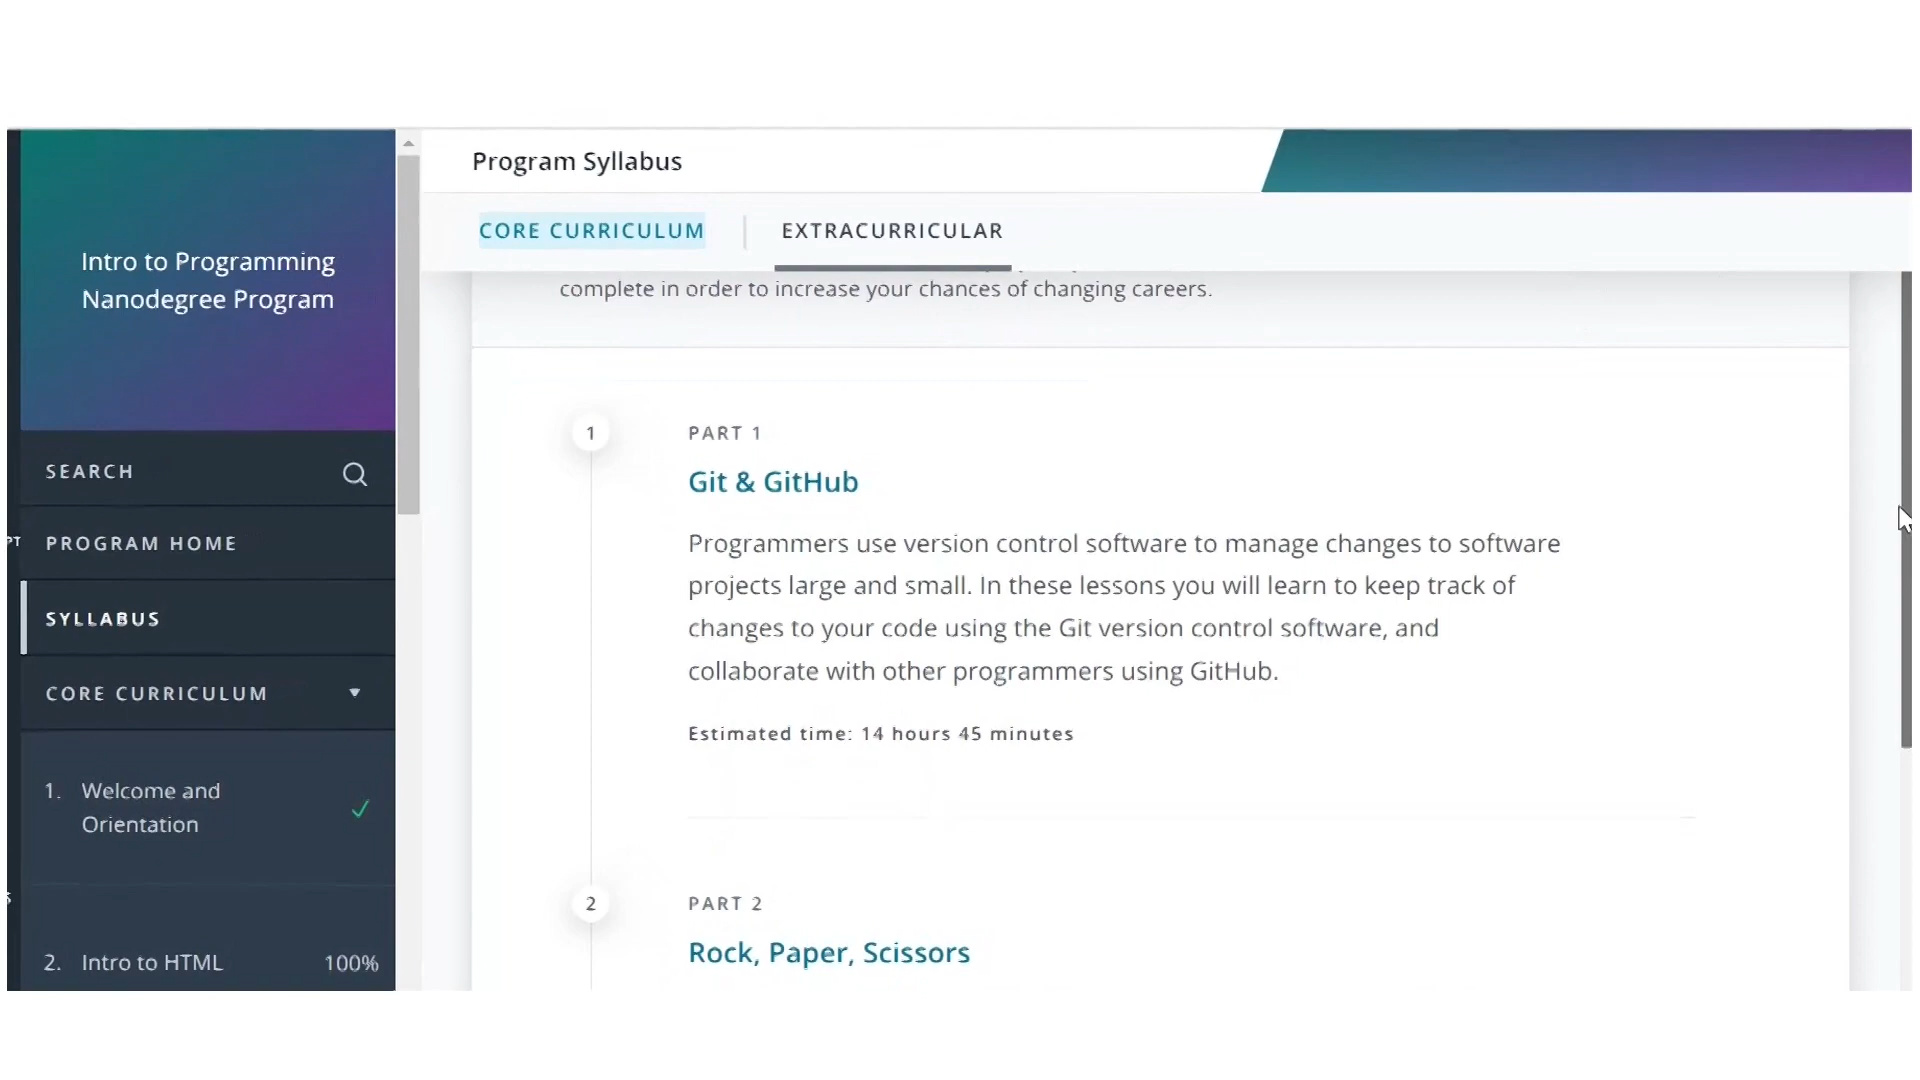 Intro to Programming
Nanodegree Program
SEARCH
PROGRAM HOME
SYLLABUS
CORE CURRICULUM
1. Welcome and
Orientation
2. Intro to HTML 100%
Program Syllabus
CORE CURRICULUM EXTRACURRICULAR
complete in order to increase your chances of changing careers.
1 PART 1
Git & GitHub
Programmers use version control software to manage changes to software
projects large and small. In these lessons you will learn to keep track of
changes to your code using the Git version control software, and
collaborate with other programmers using GitHub.
Estimated time: 14 hours 45 minutes
2 PART 2
Rock, Paper, Scissors